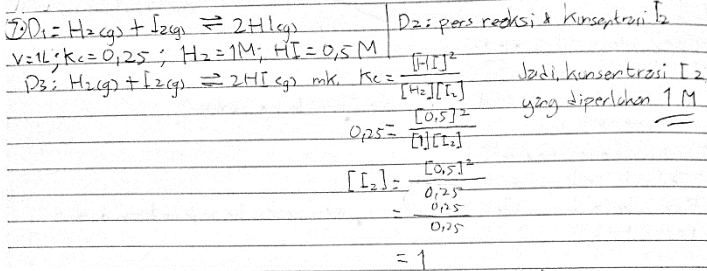 7. D1 = H2(g) + I2(g) ⇌ 2HI(g)
V=1L; Kc=0,25 ; H2=1M; HI=0,5 M
D2: pers reaksi & konsentrasi I2
D3: H2(g) + I2(g) ⇌ 2HI(g) mk. Kc = [HI]²/[H2][I2]
0,25 = [0,5]²/[1][I2]
[I2] = [0,5]²/0,25
= 0,25/0,25
= 1
Jadi, konsentrasi I2
yang diperlukan 1 M